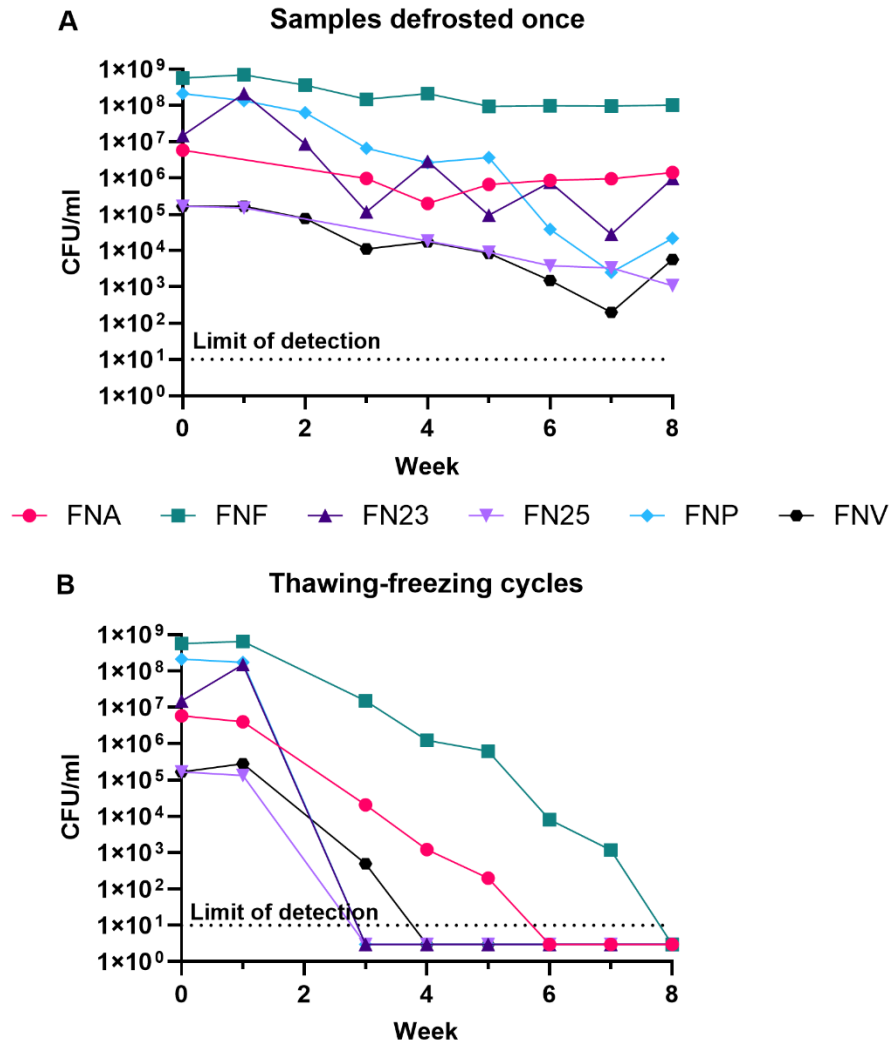 A Samples defrosted once
1×10⁹
1×10⁸
1×10⁷
1×10⁶
1×10⁵
1×10⁴
1×10³
1×10²
1×10¹
1×10⁰
CFU/ml
Limit of detection
0 2 4 6 8
Week
FNA FNF FN23 FN25 FNP FNV
B Thawing-freezing cycles
1×10⁹
1×10⁸
1×10⁷
1×10⁶
1×10⁵
1×10⁴
1×10³
1×10²
1×10¹
1×10⁰
CFU/ml
Limit of detection
0 2 4 6 8
Week